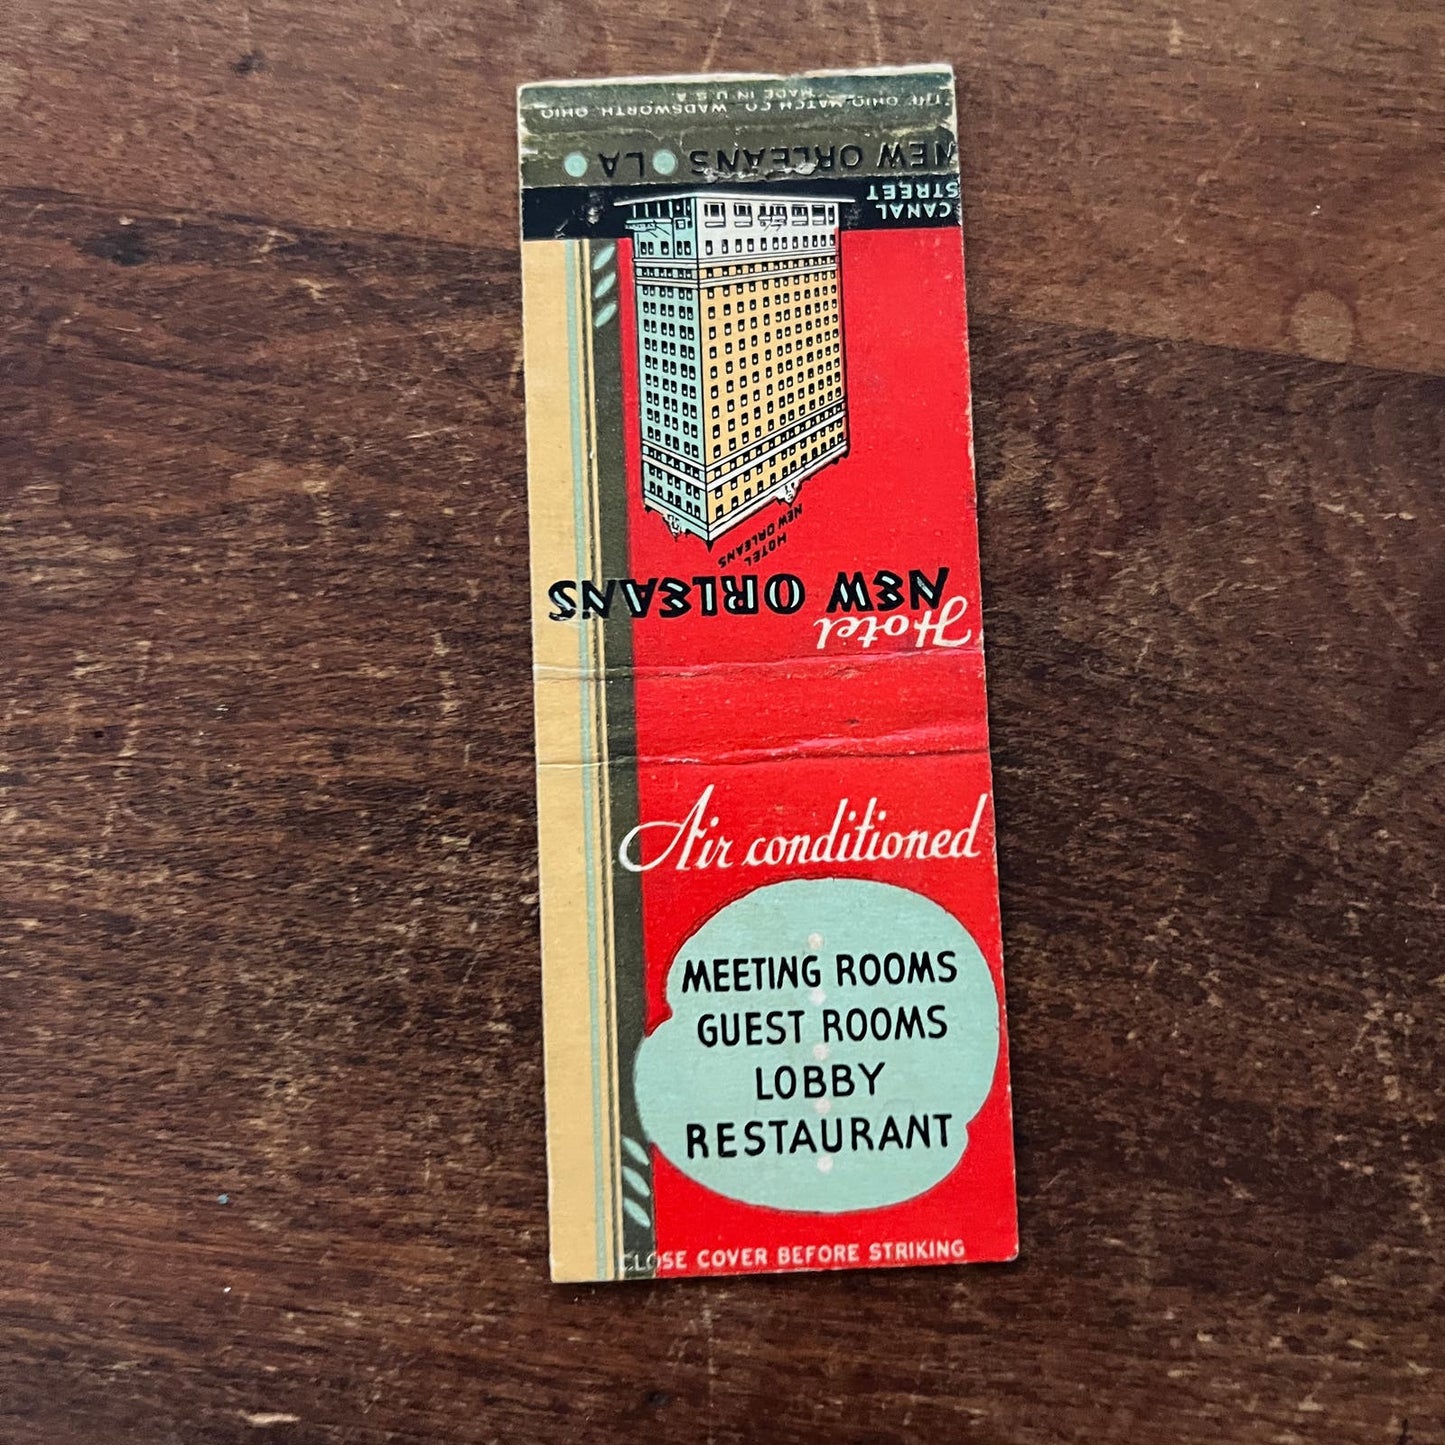 Air conditioned
MEETING ROOMS
GUEST ROOMS
LOBBY
RESTAURANT
CLOSE COVER BEFORE STRIKING
Hotel
NEW ORLEANS
HOTEL
NEW ORLEANS
CANAL
STREET
NEW ORLEANS • LA •
THE OHIO MATCH CO. WADSWORTH, OHIO
MADE IN U.S.A.